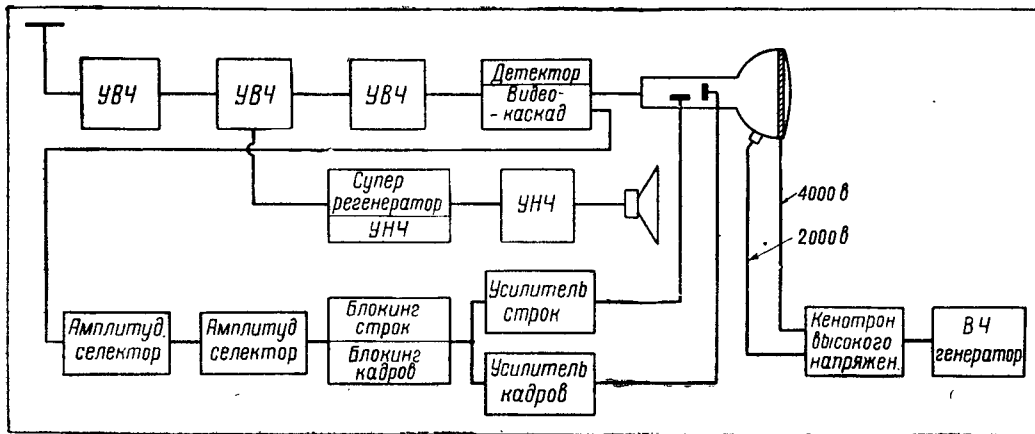 УВЧ
УВЧ
УВЧ
Детектор
Видео-
-каскад
Супер
регенератор
УНЧ
УНЧ
4000 в
2000 в
Амплитуд.
селектор
Амплитуд
селектор
Блокинг
строк
Блокинг
кадров
Усилитель
строк
Усилитель
кадров
Кенотрон
высокого
напряжен.
ВЧ
генератор